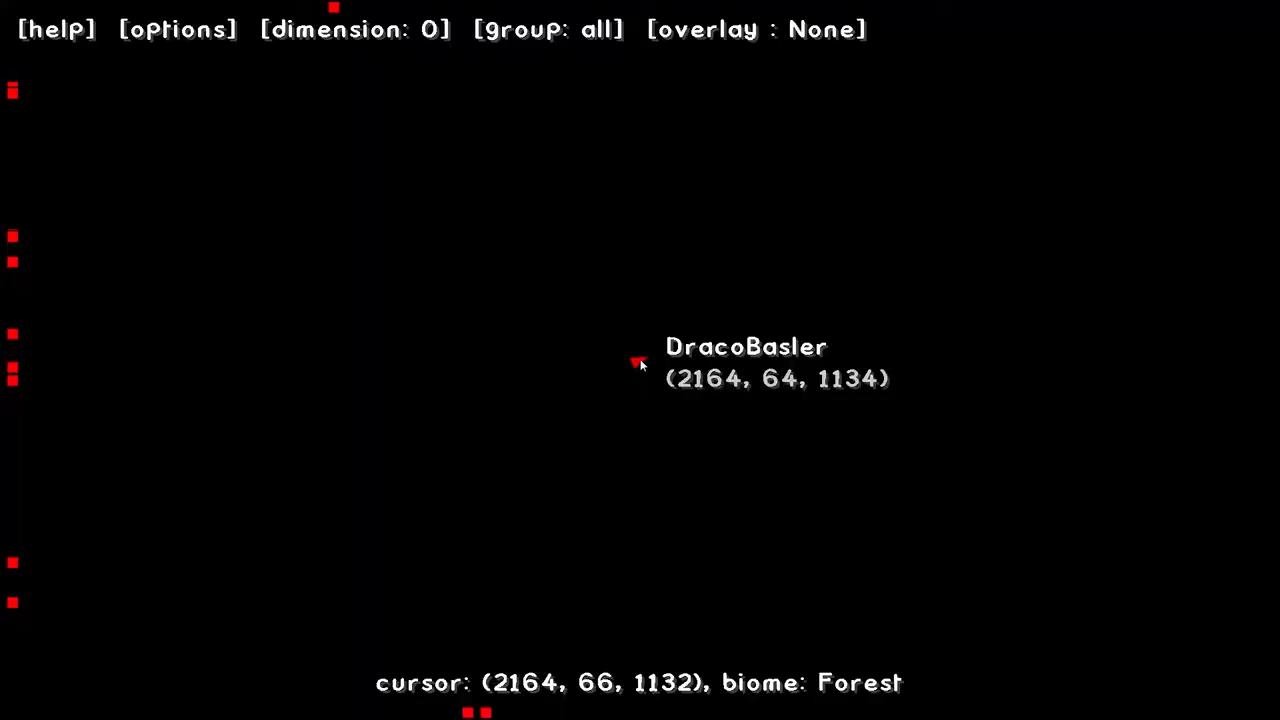 [help] [options] [dimension: 0] [group: all] [overlay : None]
DracoBasler
(2164, 64, 1134)
cursor: (2164, 66, 1132), biome: Forest